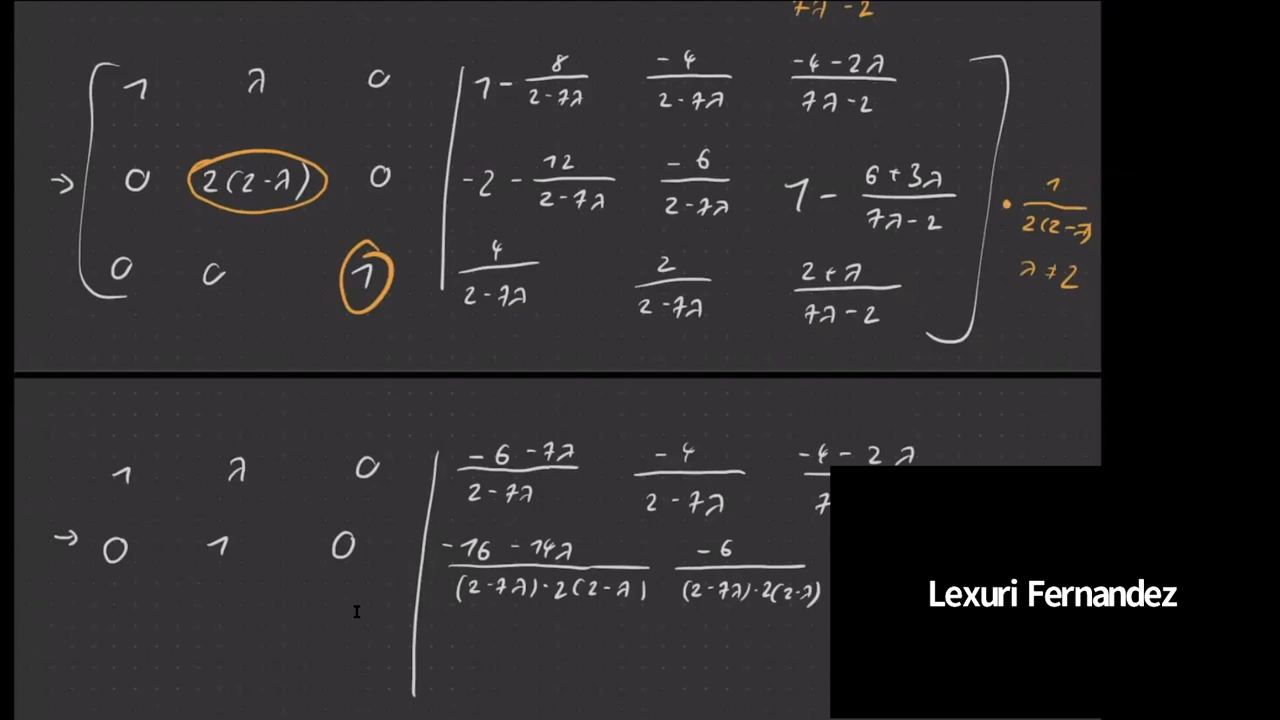 7λ - 2
1 λ 0 | 1 - 8/(2-7λ) -4/(2-7λ) (-4-2λ)/(7λ-2)
→ 0 2(2-λ) 0 | -2 - 12/(2-7λ) -6/(2-7λ) 1 - (6+3λ)/(7λ-2) · 1/(2(2-λ))
0 0 1 | 4/(2-7λ) 2/(2-7λ) (2+λ)/(7λ-2) λ≠2
1 λ 0 | (-6-7λ)/(2-7λ) -4/(2-7λ) -4-2λ
7
→ 0 1 0 | (-16-14λ)/((2-7λ)·2(2-λ)) -6/((2-7λ)·2(2-λ))
Lexuri Fernandez